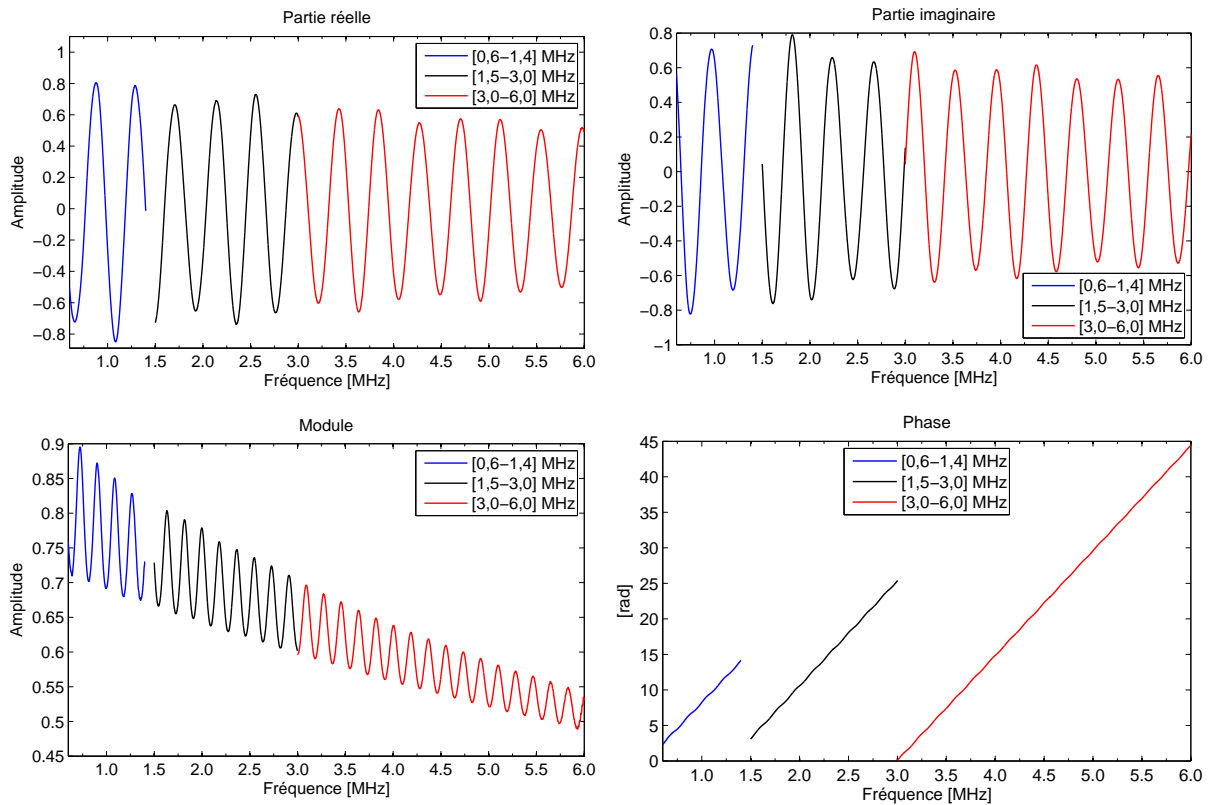 Partie réelle
1
0.8
0.6
0.4
0.2
0
−0.2
−0.4
−0.6
−0.8
Amplitude
[0,6−1,4] MHz
[1,5−3,0] MHz
[3,0−6,0] MHz
1.0 1.5 2.0 2.5 3.0 3.5 4.0 4.5 5.0 5.5 6.0
Fréquence [MHz]
Partie imaginaire
0.8
0.6
0.4
0.2
0
−0.2
−0.4
−0.6
−0.8
−1
Amplitude
[0,6−1,4] MHz
[1,5−3,0] MHz
[3,0−6,0] MHz
1.0 1.5 2.0 2.5 3.0 3.5 4.0 4.5 5.0 5.5 6.0
Fréquence [MHz]
Module
0.9
0.85
0.8
0.75
0.7
0.65
0.6
0.55
0.5
0.45
Amplitude
[0,6−1,4] MHz
[1,5−3,0] MHz
[3,0−6,0] MHz
1.0 1.5 2.0 2.5 3.0 3.5 4.0 4.5 5.0 5.5 6.0
Fréquence [MHz]
Phase
45
40
35
30
25
20
15
10
5
0
[rad]
[0,6−1,4] MHz
[1,5−3,0] MHz
[3,0−6,0] MHz
1.0 1.5 2.0 2.5 3.0 3.5 4.0 4.5 5.0 5.5 6.0
Fréquence [MHz]